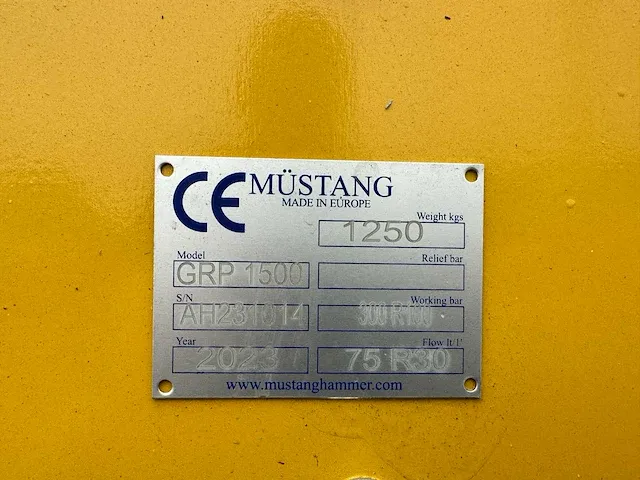 CE MÜSTANG
MADE IN EUROPE
Weight kgs
1250
Model
GRP 1500
Relief bar
S/N
AH231014
Working bar
Year
2023
Flow lt/1'
75 R30
www.mustanghammer.com